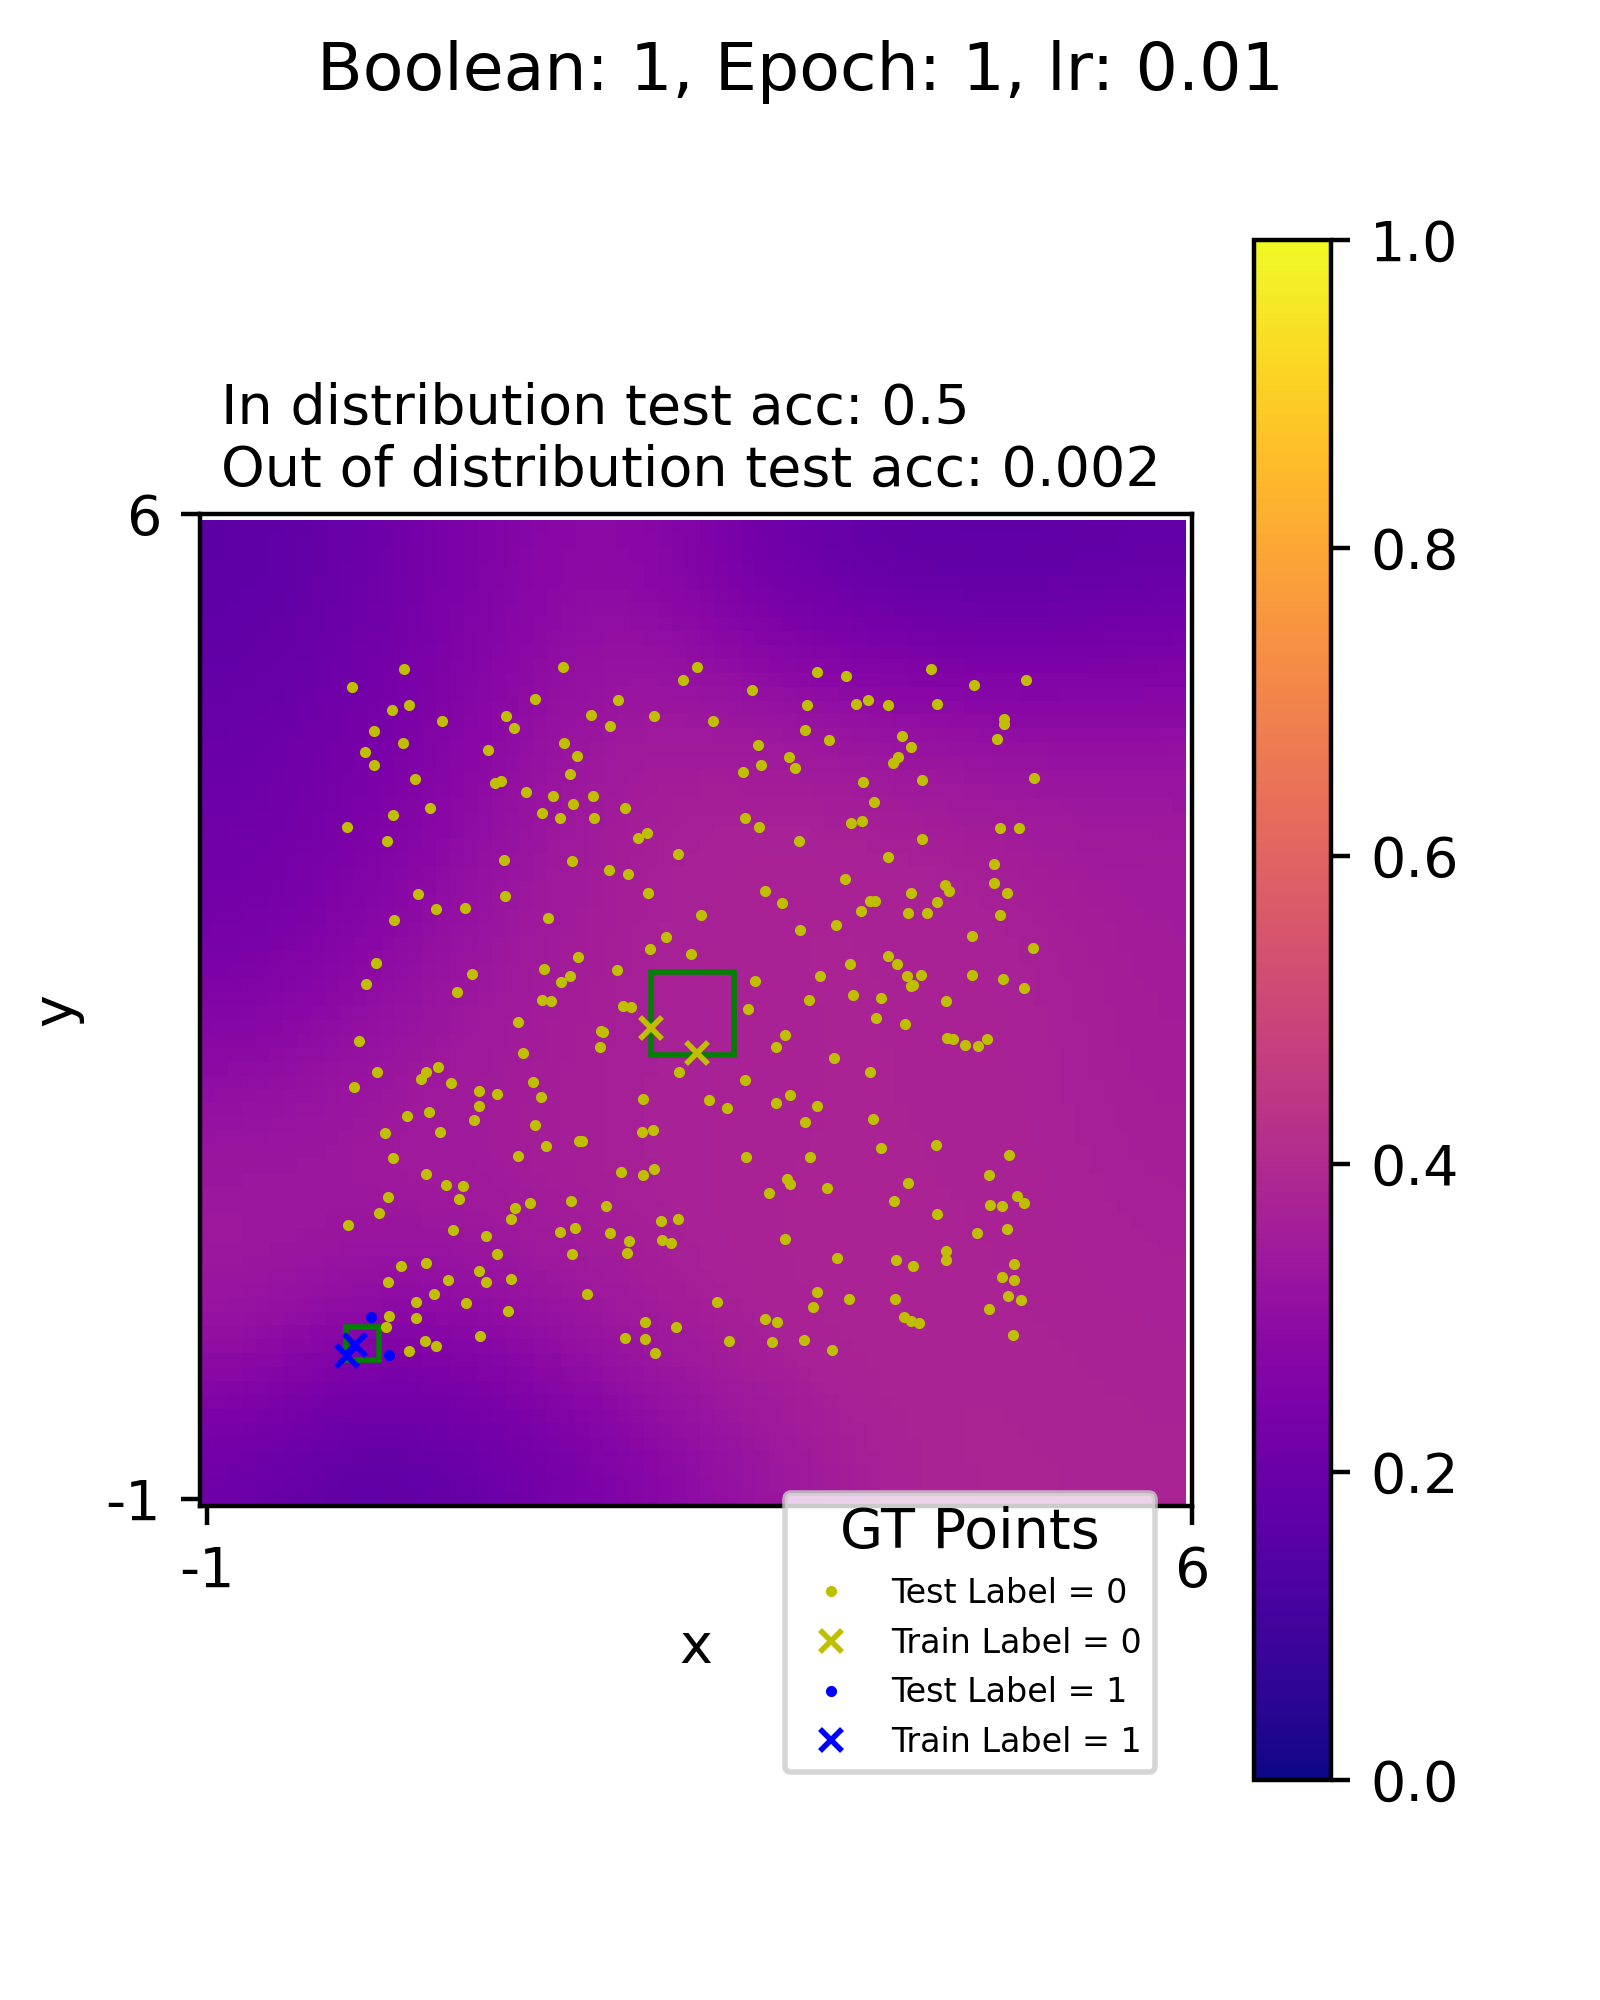 Boolean: 1, Epoch: 1, lr: 0.01
In distribution test acc: 0.5
Out of distribution test acc: 0.002
6
y
-1
-1
6
x
GT Points
Test Label = 0
Train Label = 0
Test Label = 1
Train Label = 1
1.0
0.8
0.6
0.4
0.2
0.0